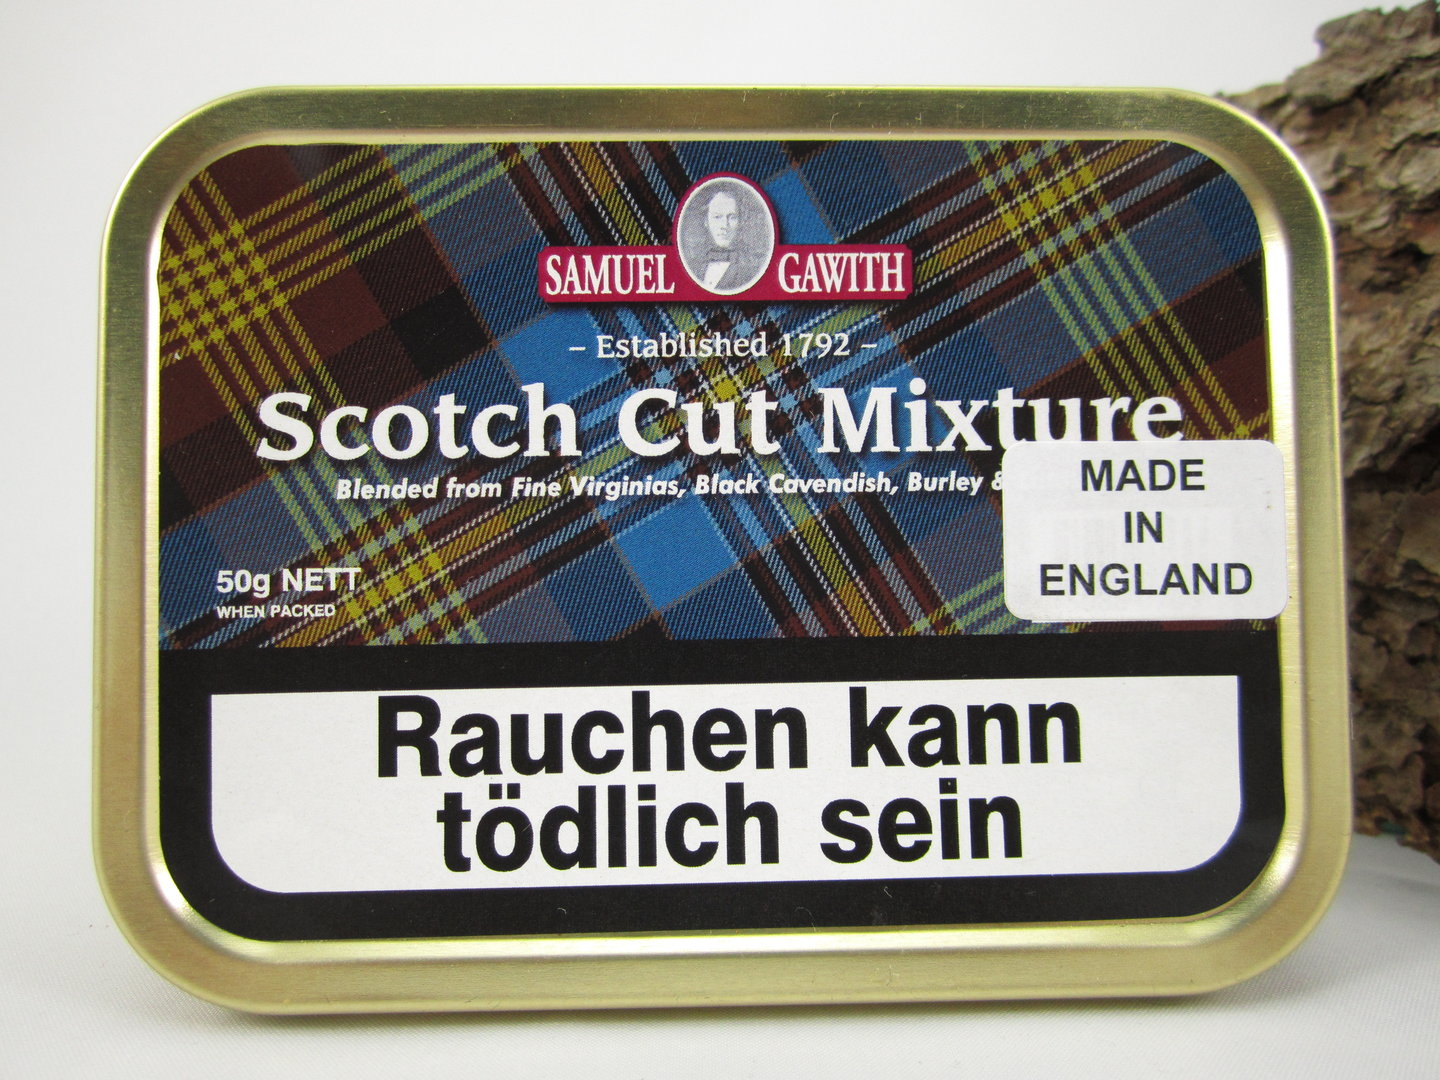 SAMUEL GAWITH
– Established 1792 –
Scotch Cut Mixture
Blended from Fine Virginias, Black Cavendish, Burley &
MADE
IN
ENGLAND
50g NETT
WHEN PACKED
Rauchen kann
tödlich sein